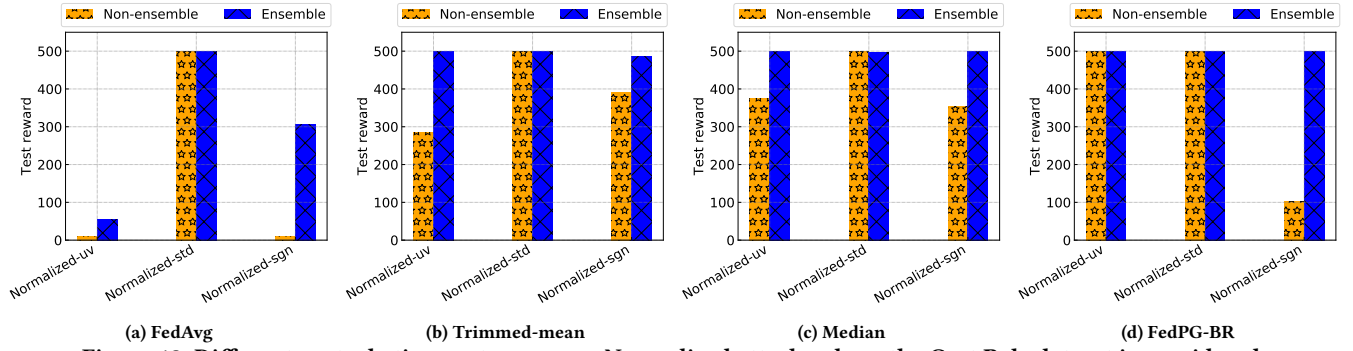 Non-ensemble Ensemble
Test reward
500
400
300
200
100
0
Normalized-uv
Normalized-std
Normalized-sgn
(a) FedAvg
Non-ensemble Ensemble
Test reward
500
400
300
200
100
0
Normalized-uv
Normalized-std
Normalized-sgn
(b) Trimmed-mean
Non-ensemble Ensemble
Test reward
500
400
300
200
100
0
Normalized-uv
Normalized-std
Normalized-sgn
(c) Median
Non-ensemble Ensemble
Test reward
500
400
300
200
100
0
Normalized-uv
Normalized-std
Normalized-sgn
(d) FedPG-BR